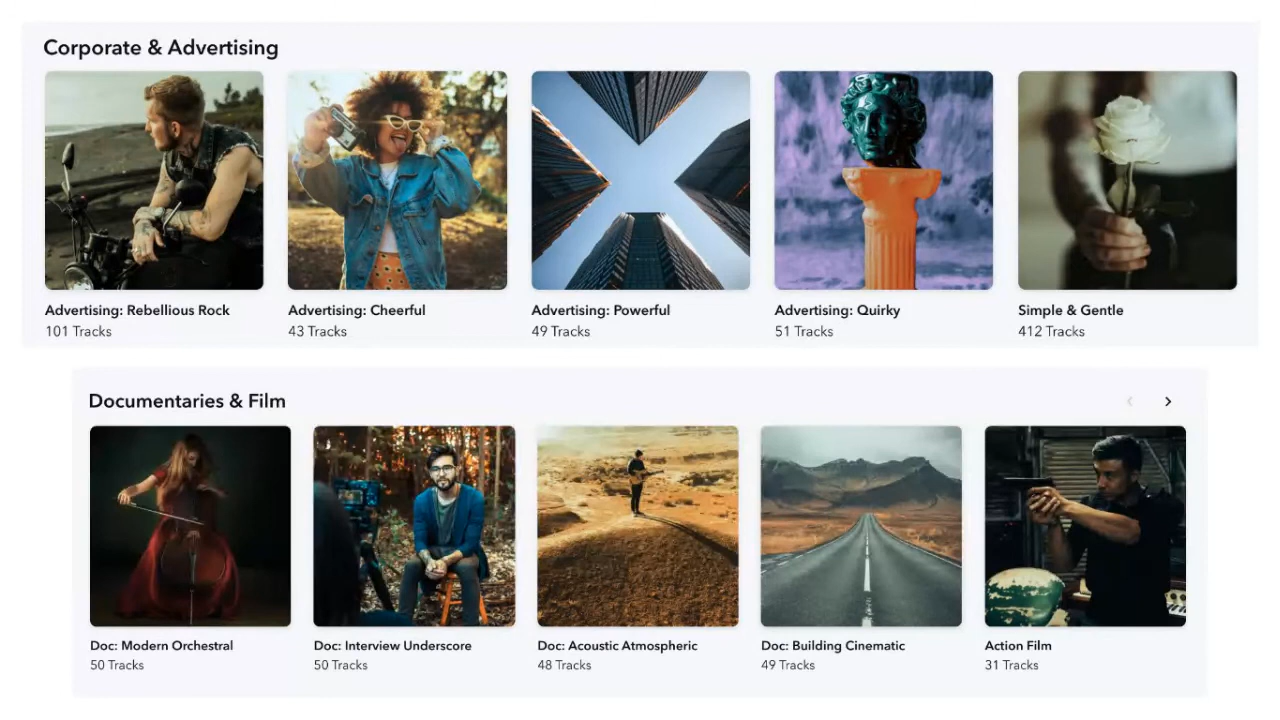 Corporate & Advertising
Advertising: Rebellious Rock
101 Tracks
Advertising: Cheerful
43 Tracks
Advertising: Powerful
49 Tracks
Advertising: Quirky
51 Tracks
Simple & Gentle
412 Tracks
Documentaries & Film
Doc: Modern Orchestral
50 Tracks
Doc: Interview Underscore
50 Tracks
Doc: Acoustic Atmospheric
48 Tracks
Doc: Building Cinematic
49 Tracks
Action Film
31 Tracks